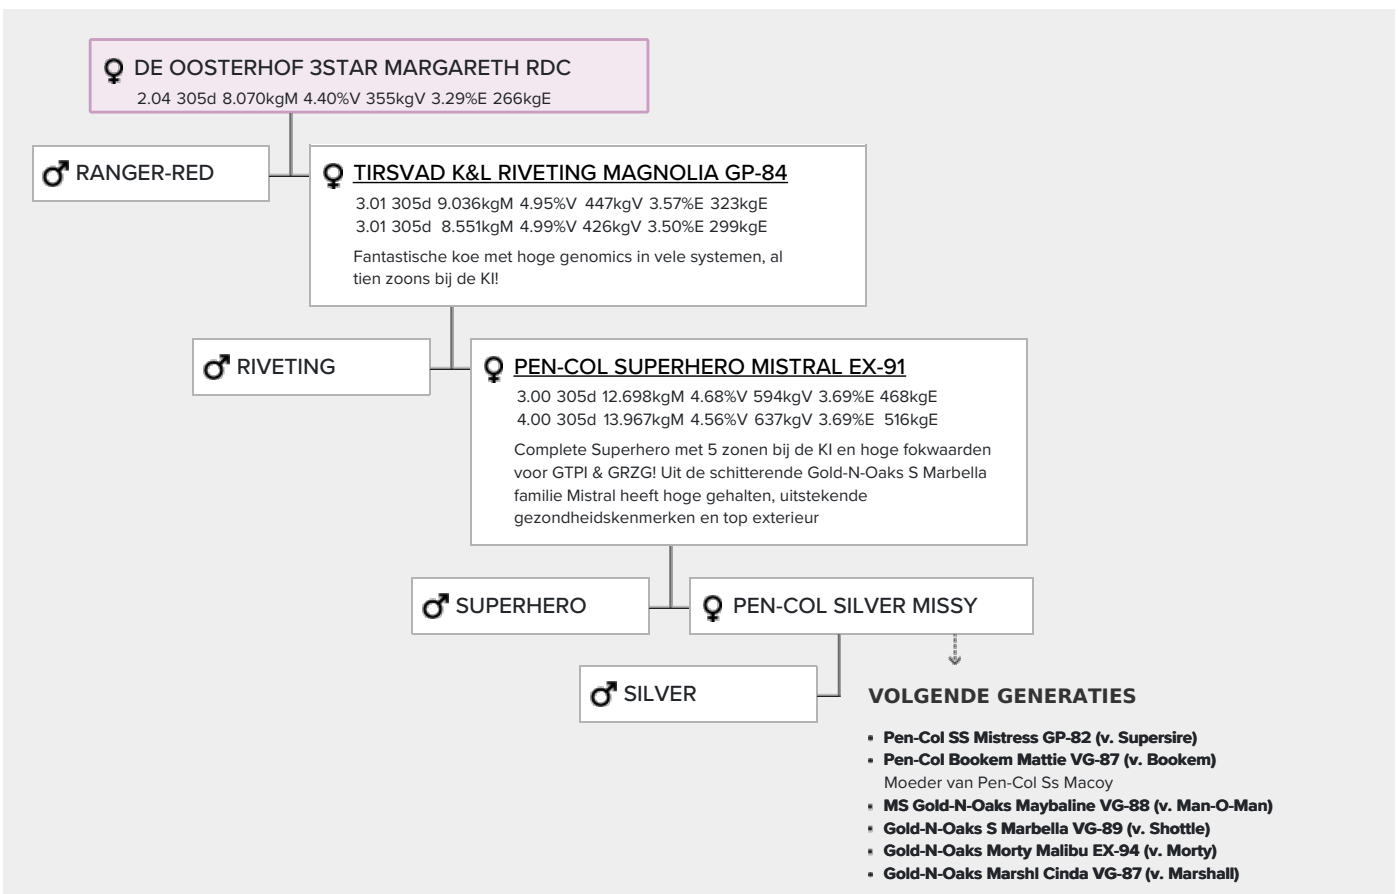 DE OOSTERHOF 3STAR MARGARETH RDC
2.04 305d 8.070kgM 4.40%V 355kgV 3.29%E 266kgE
RANGER-RED
TIRSVAD K&L RIVETING MAGNOLIA GP-84
3.01 305d 9.036kgM 4.95%V 447kgV 3.57%E 323kgE
3.01 305d 8.551kgM 4.99%V 426kgV 3.50%E 299kgE
Fantastische koe met hoge genomics in vele systemen, al
tien zoons bij de KI!
RIVETING
PEN-COL SUPERHERO MISTRAL EX-91
3.00 305d 12.698kgM 4.68%V 594kgV 3.69%E 468kgE
4.00 305d 13.967kgM 4.56%V 637kgV 3.69%E 516kgE
Complete Superhero met 5 zonen bij de KI en hoge fokwaarden
voor GTPI & GRZG! Uit de schitterende Gold-N-Oaks S Marbella
familie Mistral heeft hoge gehalten, uitstekende
gezondheidskenmerken en top exterieur
SUPERHERO
PEN-COL SILVER MISSY
SILVER
VOLGENDE GENERATIES
▪ Pen-Col SS Mistress GP-82 (v. Supersire)
▪ Pen-Col Bookem Mattie VG-87 (v. Bookem)
Moeder van Pen-Col Ss Macoy
▪ MS Gold-N-Oaks Maybaline VG-88 (v. Man-O-Man)
▪ Gold-N-Oaks S Marbella VG-89 (v. Shottle)
▪ Gold-N-Oaks Morty Malibu EX-94 (v. Morty)
▪ Gold-N-Oaks Marshl Cinda VG-87 (v. Marshall)